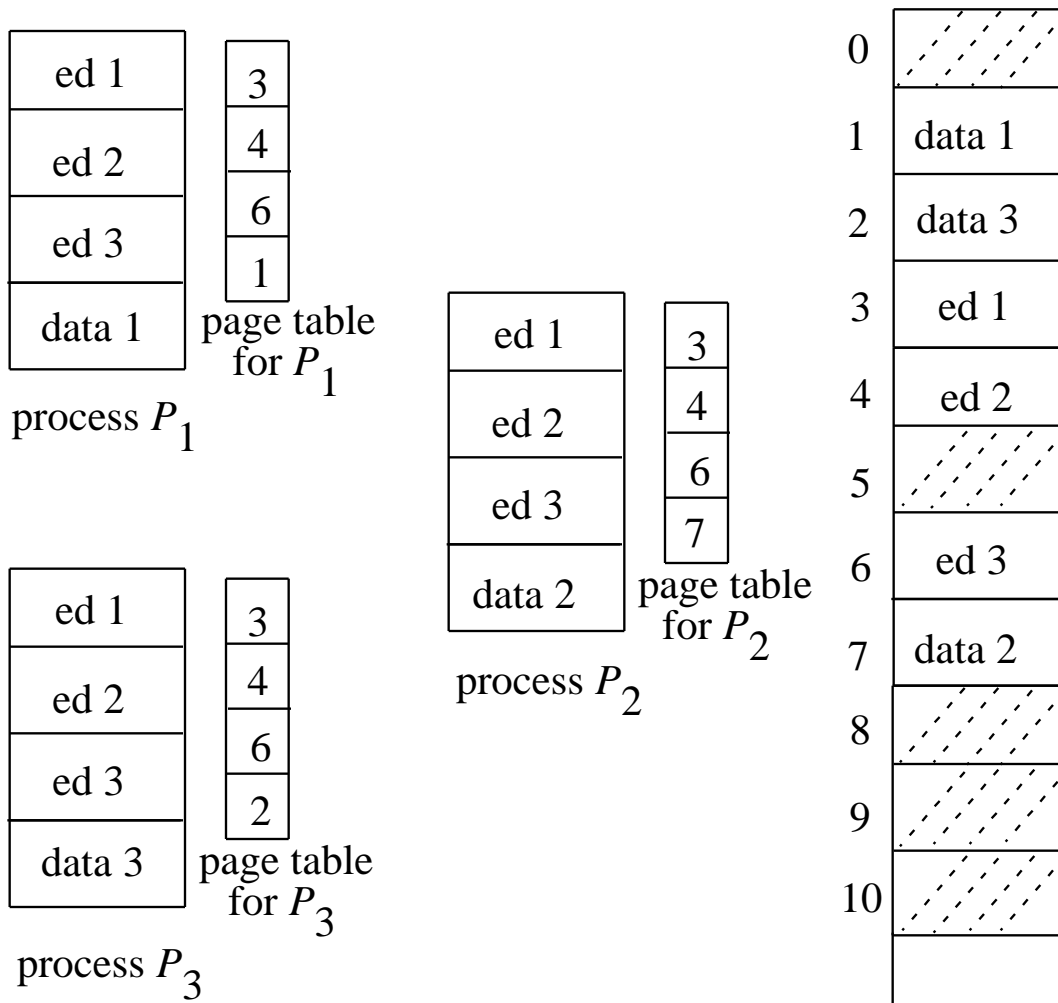 ed 1
ed 2
ed 3
data 1
process P1
3
4
6
1
page table
for P1
ed 1
ed 2
ed 3
data 2
process P2
3
4
6
7
page table
for P2
ed 1
ed 2
ed 3
data 3
process P3
3
4
6
2
page table
for P3
0
1 data 1
2 data 3
3 ed 1
4 ed 2
5
6 ed 3
7 data 2
8
9
10